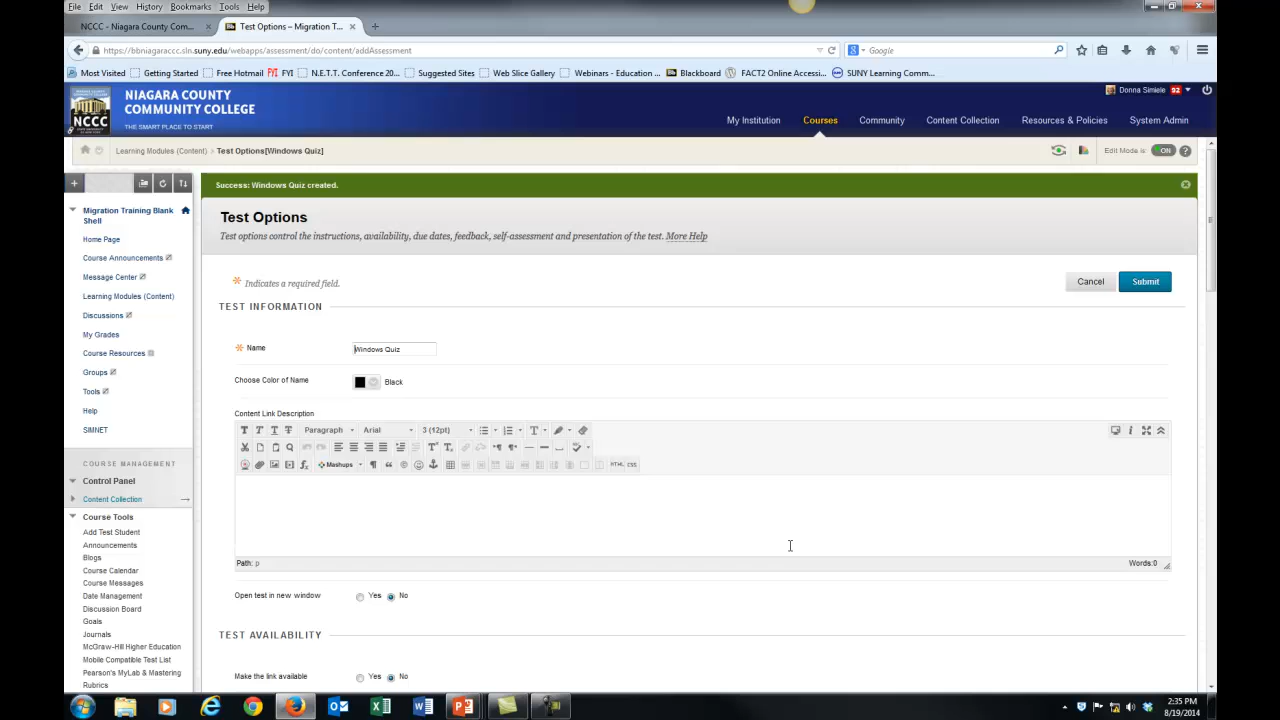 File Edit View History Bookmarks Tools Help
NCCC - Niagara County Com... × Test Options – Migration T... × +
https://bbniagaraccc.sln.suny.edu/webapps/assessment/do/content/addAssessment Google
Most Visited Getting Started Free Hotmail FYI FYI N.E.T.T. Conference 20... Suggested Sites Web Slice Gallery Webinars - Education ... Blackboard FACT2 Online Accessi... SUNY Learning Comm...
NCCC
NIAGARA COUNTY
COMMUNITY COLLEGE
THE SMART PLACE TO START
Donna Simiele 92
My Institution Courses Community Content Collection Resources & Policies System Admin
Learning Modules (Content) > Test Options[Windows Quiz] Edit Mode is: ON ?
Migration Training Blank
Shell
Home Page
Course Announcements
Message Center
Learning Modules (Content)
Discussions
My Grades
Course Resources
Groups
Tools
Help
SIMNET
COURSE MANAGEMENT
Control Panel
Content Collection →
Course Tools
Add Test Student
Announcements
Blogs
Course Calendar
Course Messages
Date Management
Discussion Board
Goals
Journals
McGraw-Hill Higher Education
Mobile Compatible Test List
Pearson's MyLab & Mastering
Rubrics
Success: Windows Quiz created.
Test Options
Test options control the instructions, availability, due dates, feedback, self-assessment and presentation of the test. More Help
* Indicates a required field. Cancel Submit
TEST INFORMATION
* Name Windows Quiz
Choose Color of Name Black
Content Link Description
T T T T Paragraph Arial 3 (12pt) T
Mashups HTML CSS
Path: p Words:0
Open test in new window Yes No
TEST AVAILABILITY
Make the link available Yes No
2:35 PM
8/19/2014